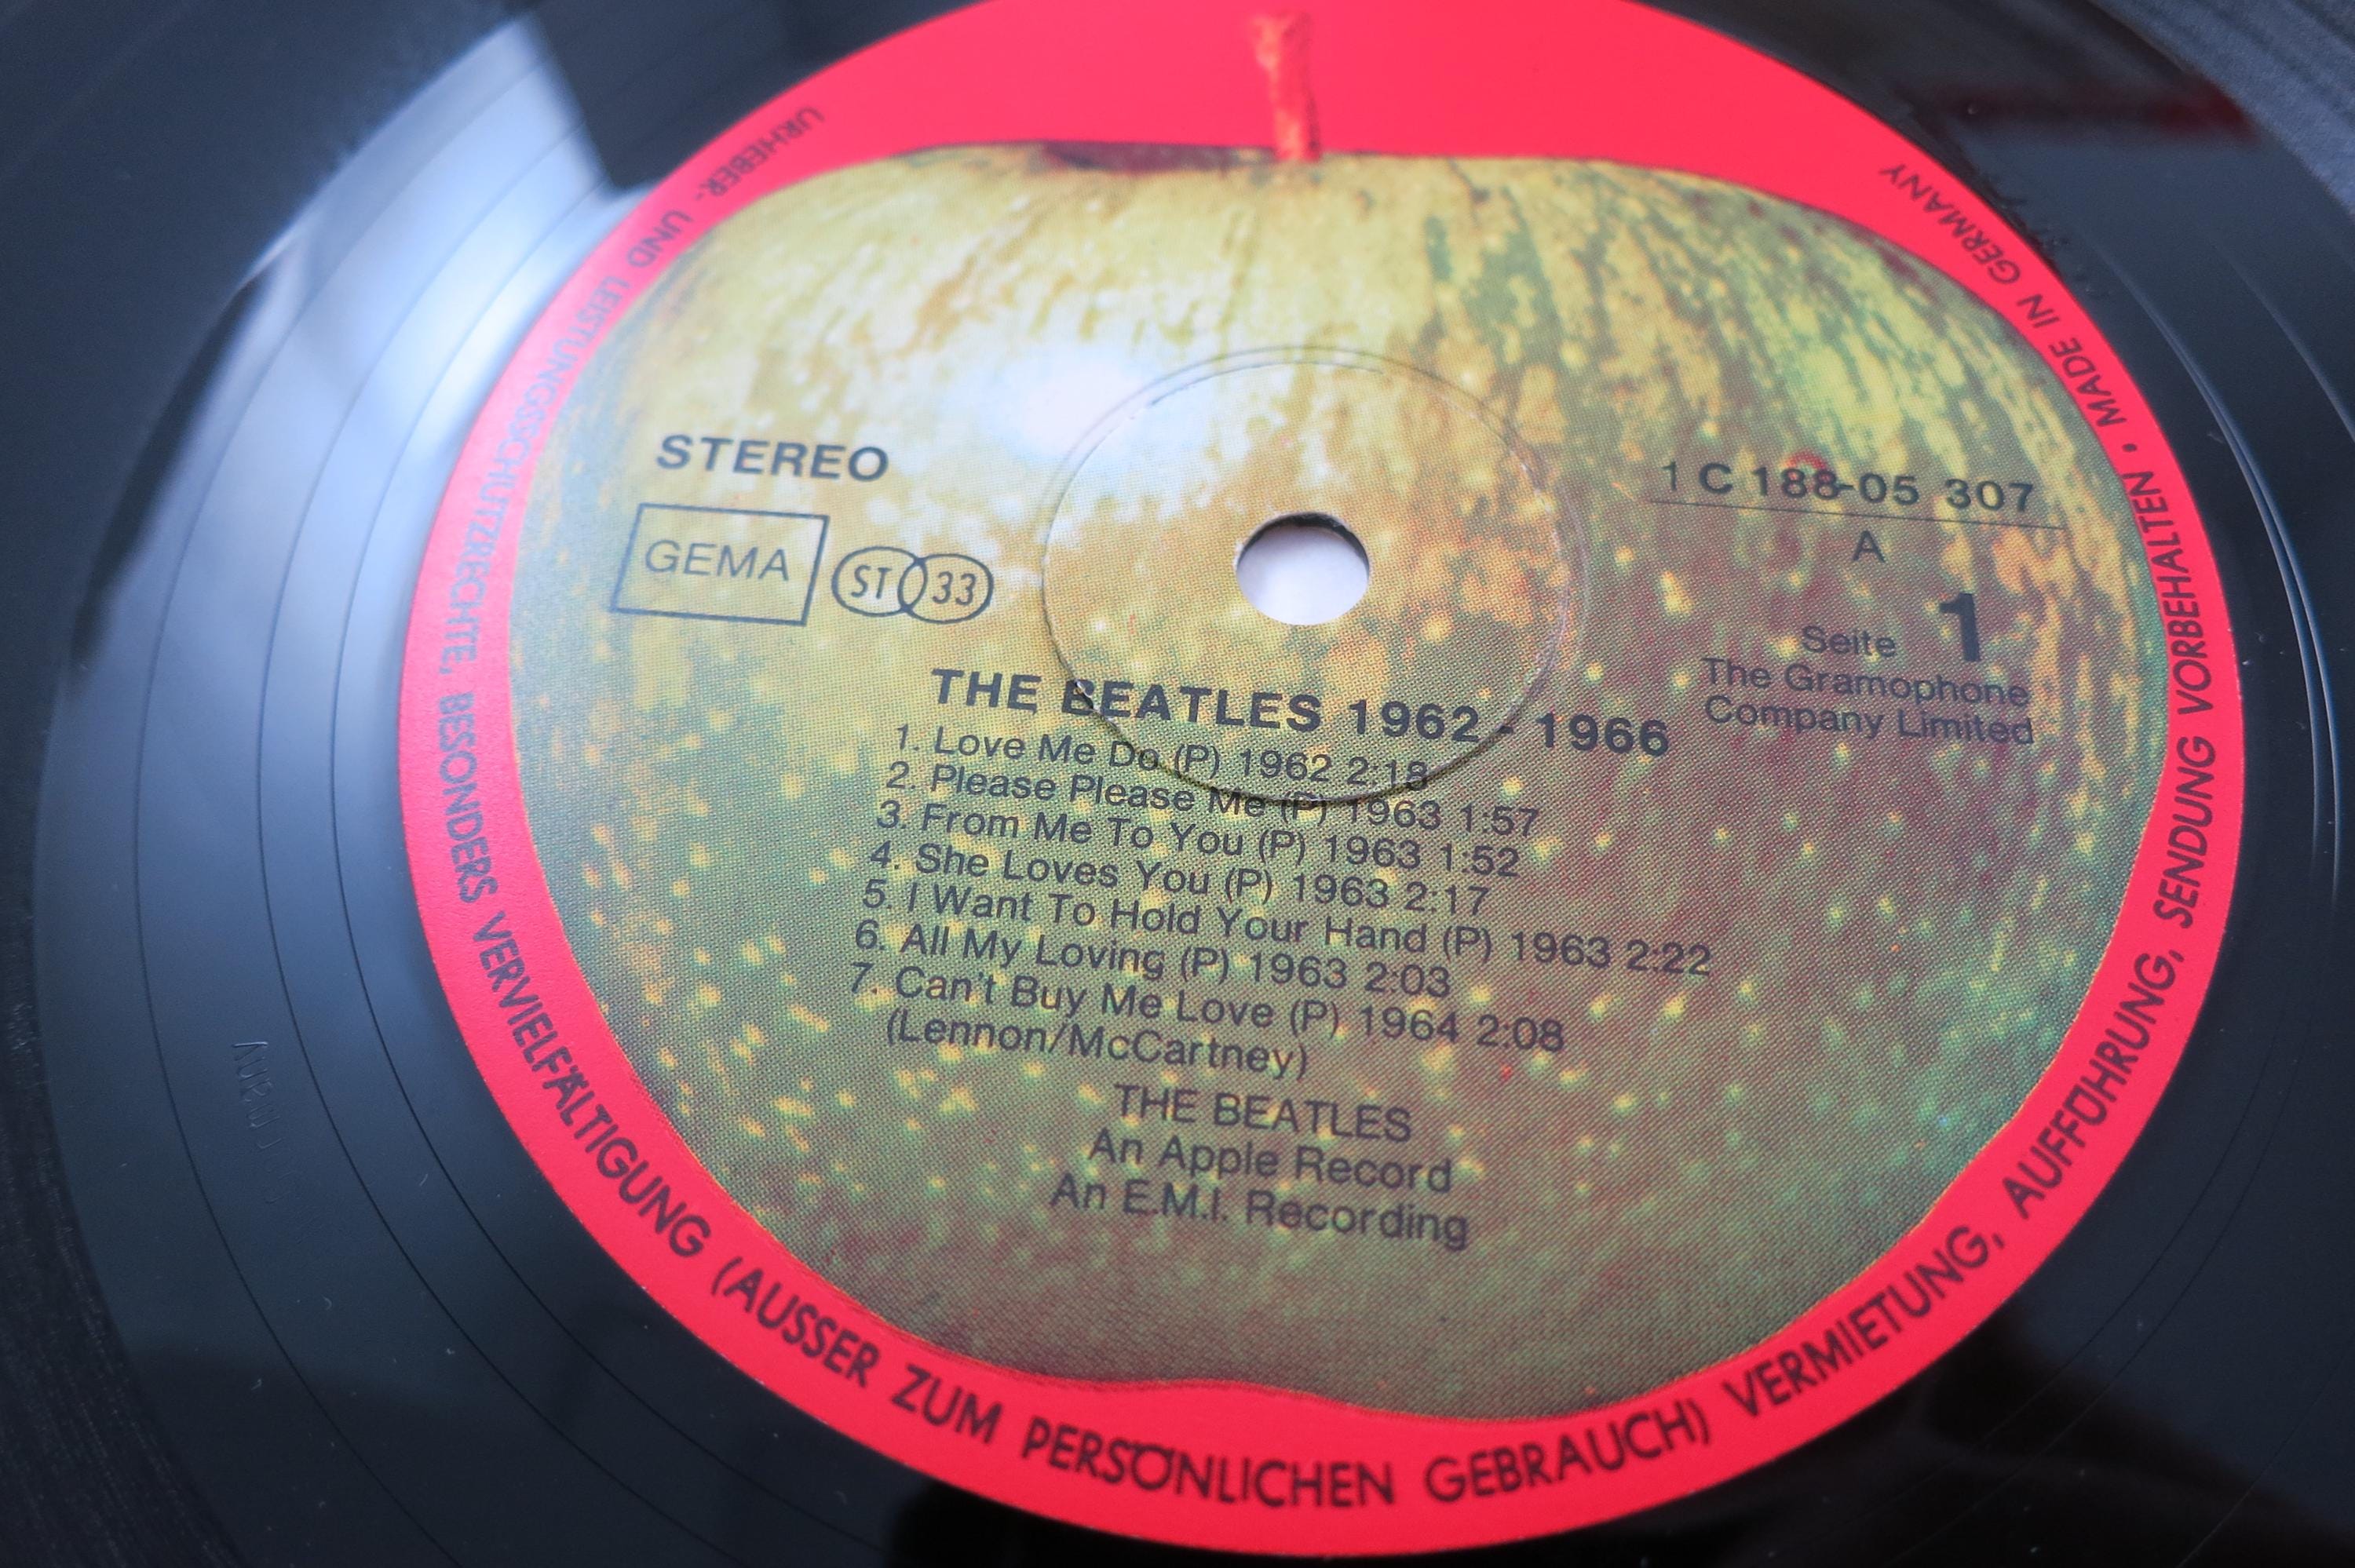 STEREO
GEMA
ST 33
1 C 188-05 307
A
Seite 1
The Gramophone
Company Limited
THE BEATLES 1962 - 1966
1. Love Me Do (P) 1962 2:18
2. Please Please Me (P) 1963 1:57
3. From Me To You (P) 1963 1:52
4. She Loves You (P) 1963 2:17
5. I Want To Hold Your Hand (P) 1963 2:22
6. All My Loving (P) 1963 2:03
7. Can't Buy Me Love (P) 1964 2:08
(Lennon/McCartney)
THE BEATLES
An Apple Record
An E.M.I. Recording
URHEBER- UND LEISTUNGSSCHUTZRECHTE, BESONDERS VERVIELFÄLTIGUNG (AUSSER ZUM PERSÖNLICHEN GEBRAUCH) VERMIETUNG, AUFFÜHRUNG, SENDUNG VORBEHALTEN • MADE IN GERMANY